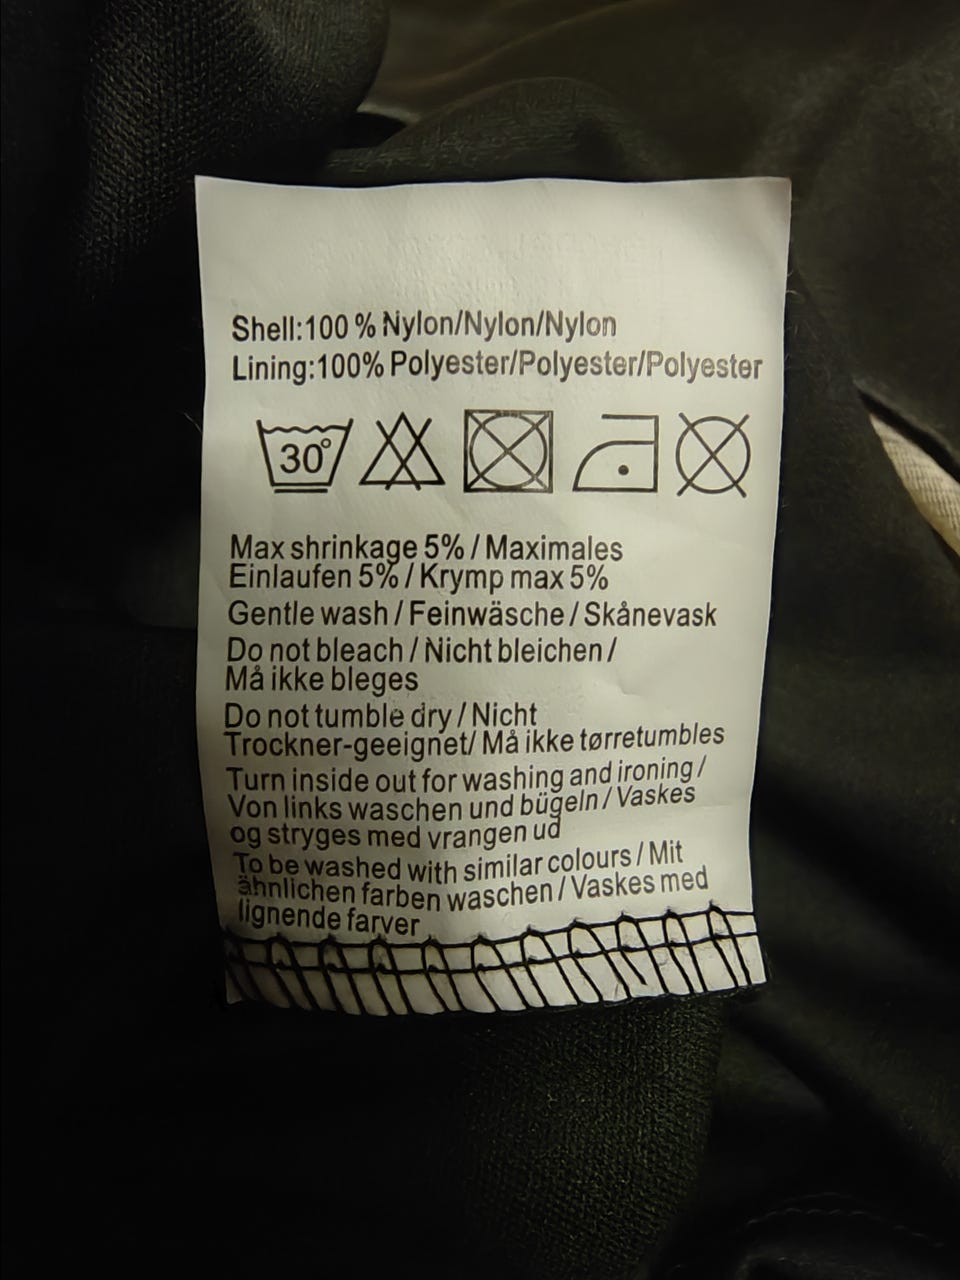 Shell:100 % Nylon/Nylon/Nylon
Lining:100% Polyester/Polyester/Polyester
30°
Max shrinkage 5% / Maximales
Einlaufen 5% / Krymp max 5%
Gentle wash / Feinwäsche / Skånevask
Do not bleach / Nicht bleichen /
Må ikke bleges
Do not tumble dry / Nicht
Trockner-geeignet/ Må ikke tørretumbles
Turn inside out for washing and ironing /
Von links waschen und bügeln / Vaskes
og stryges med vrangen ud
To be washed with similar colours / Mit
ähnlichen farben waschen / Vaskes med
lignende farver